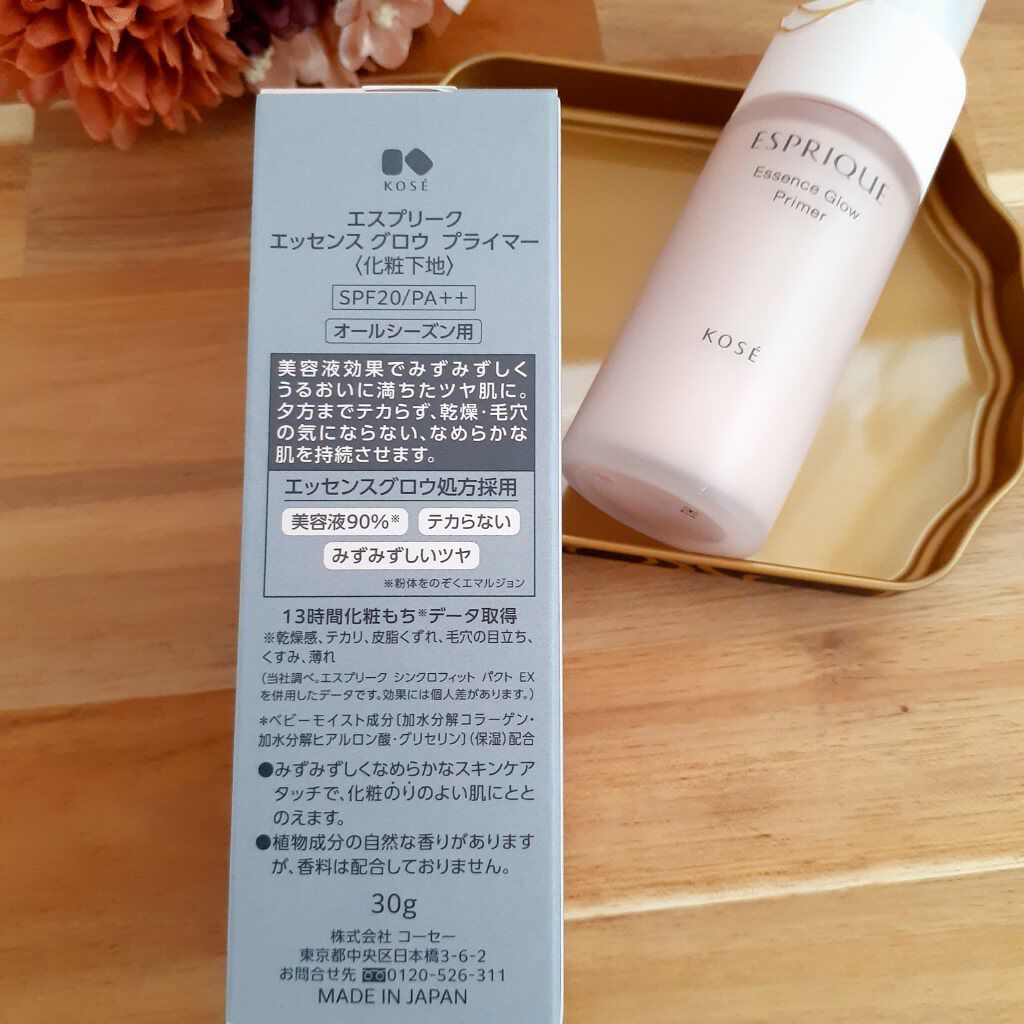 KOSÉ
エスプリーク
エッセンス グロウ プライマー
〈化粧下地〉
SPF20/PA++
オールシーズン用
美容液効果でみずみずしく
うるおいに満ちたツヤ肌に。
夕方までテカらず、乾燥・毛穴
の気にならない、なめらかな
肌を持続させます。
エッセンスグロウ処方採用
美容液90%※ テカらない
みずみずしいツヤ
※粉体をのぞくエマルジョン
13時間化粧もち※データ取得
※乾燥感、テカリ、皮脂くずれ、毛穴の目立ち、
くすみ、薄れ
(当社調べ。エスプリーク シンクロフィット パクト EX
を併用したデータです。効果には個人差があります。)
*ベビーモイスト成分〔加水分解コラーゲン・
加水分解ヒアルロン酸・グリセリン〕(保湿)配合
●みずみずしくなめらかなスキンケア
タッチで、化粧のりのよい肌にとと
のえます。
●植物成分の自然な香りがあります
が、香料は配合しておりません。
30g
株式会社 コーセー
東京都中央区日本橋3-6-2
お問合せ先 0120-526-311
MADE IN JAPAN
ESPRIQUE
Essence Glow
Primer
KOSÉ